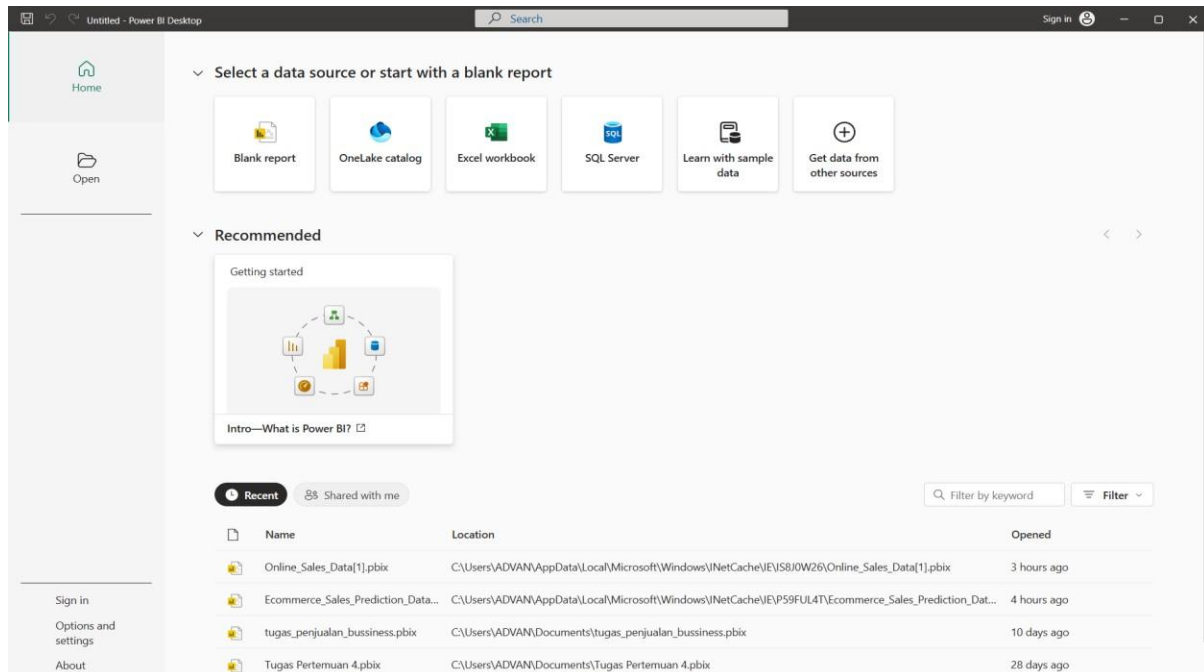 Untitled - Power BI Desktop
Search
Sign in
Home
Open
Select a data source or start with a blank report
Blank report
OneLake catalog
Excel workbook
SQL
SQL Server
Learn with sample
data
Get data from
other sources
Recommended
Getting started
Intro—What is Power BI?
Recent
Shared with me
Filter by keyword
Filter
Name Location Opened
Online_Sales_Data[1].pbix C:\Users\ADVAN\AppData\Local\Microsoft\Windows\INetCache\IE\IS8J0W26\Online_Sales_Data[1].pbix 3 hours ago
Ecommerce_Sales_Prediction_Data... C:\Users\ADVAN\AppData\Local\Microsoft\Windows\INetCache\IE\P59FUL4T\Ecommerce_Sales_Prediction_Dat... 4 hours ago
tugas_penjualan_bussiness.pbix C:\Users\ADVAN\Documents\tugas_penjualan_bussiness.pbix 10 days ago
Tugas Pertemuan 4.pbix C:\Users\ADVAN\Documents\Tugas Pertemuan 4.pbix 28 days ago
Sign in
Options and
settings
About